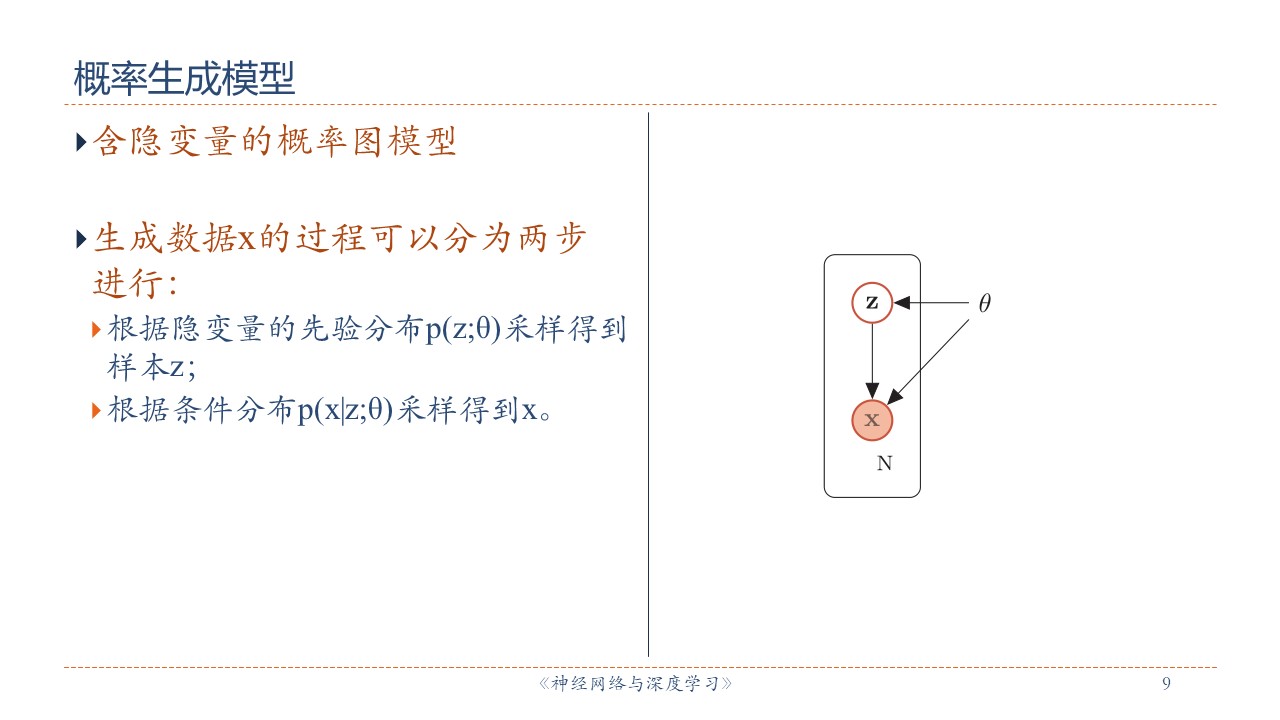 概率生成模型
含隐变量的概率图模型
生成数据x的过程可以分为两步
进行：
根据隐变量的先验分布p(z;θ)采样得到
样本z；
根据条件分布p(x|z;θ)采样得到x。
z
θ
x
N
《神经网络与深度学习》
9